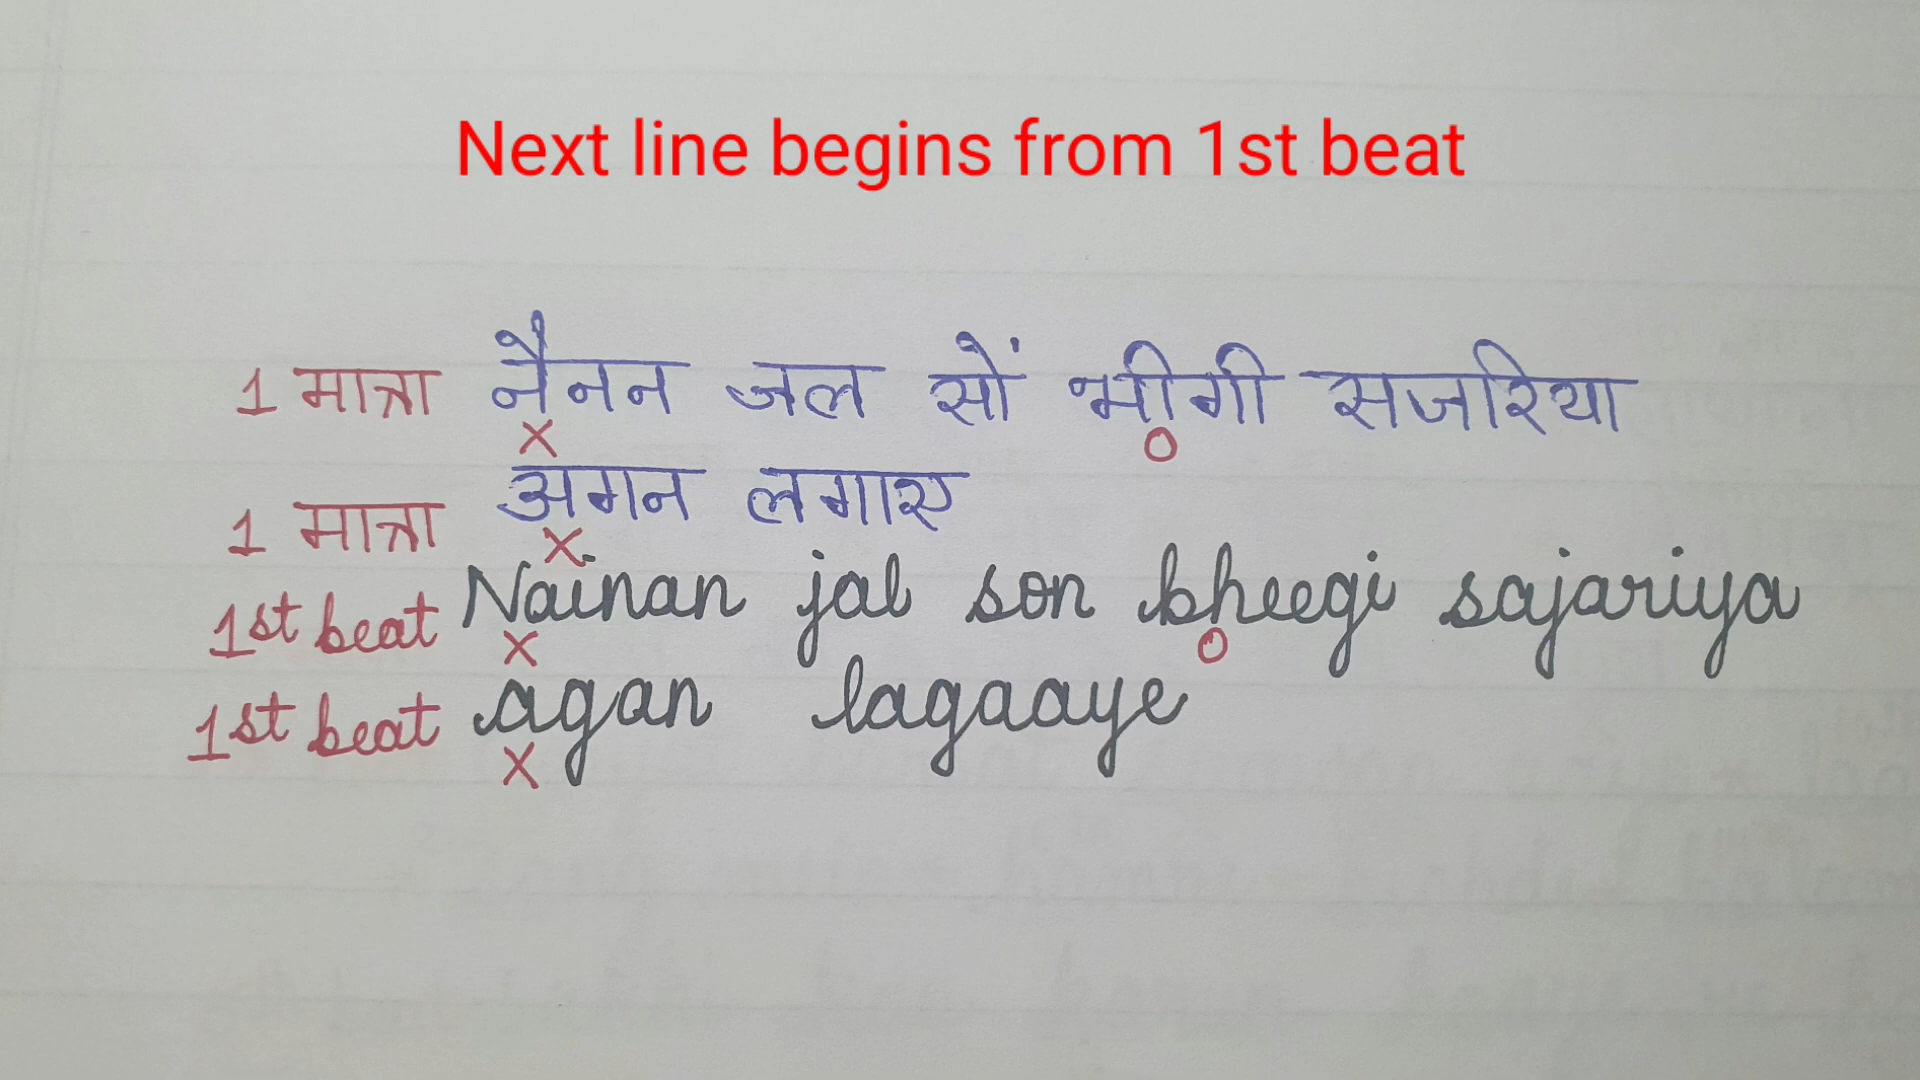 Next line begins from 1st beat
1 मात्रा नैनन जल सों भीगी सजरिया
x o
1 मात्रा अगन लगाए
x
1st beat Nainan jal son bheegi sajariya
x o
1st beat agan lagaaye
x